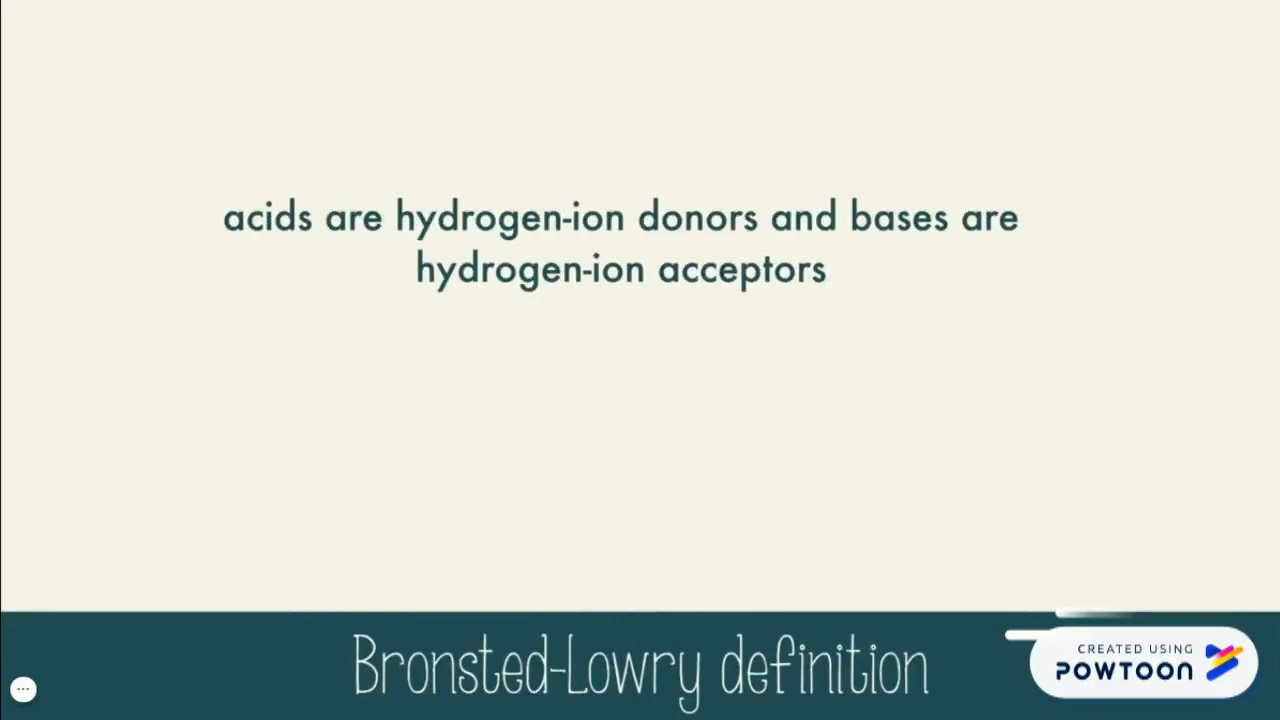 acids are hydrogen-ion donors and bases are
hydrogen-ion acceptors
Bronsted-Lowry definition
CREATED USING
POWTOON